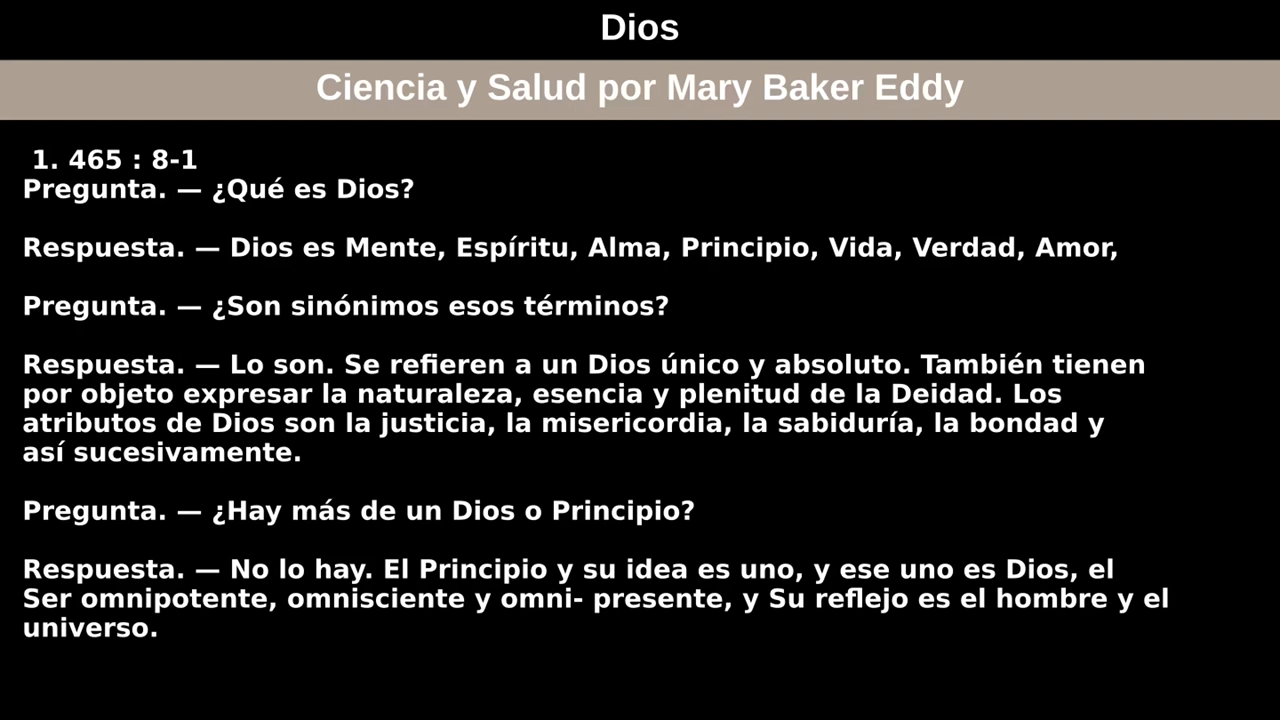 Dios
Ciencia y Salud por Mary Baker Eddy
1. 465 : 8-1
Pregunta. — ¿Qué es Dios?
Respuesta. — Dios es Mente, Espíritu, Alma, Principio, Vida, Verdad, Amor,
Pregunta. — ¿Son sinónimos esos términos?
Respuesta. — Lo son. Se refieren a un Dios único y absoluto. También tienen
por objeto expresar la naturaleza, esencia y plenitud de la Deidad. Los
atributos de Dios son la justicia, la misericordia, la sabiduría, la bondad y
así sucesivamente.
Pregunta. — ¿Hay más de un Dios o Principio?
Respuesta. — No lo hay. El Principio y su idea es uno, y ese uno es Dios, el
Ser omnipotente, omnisciente y omni- presente, y Su reflejo es el hombre y el
universo.